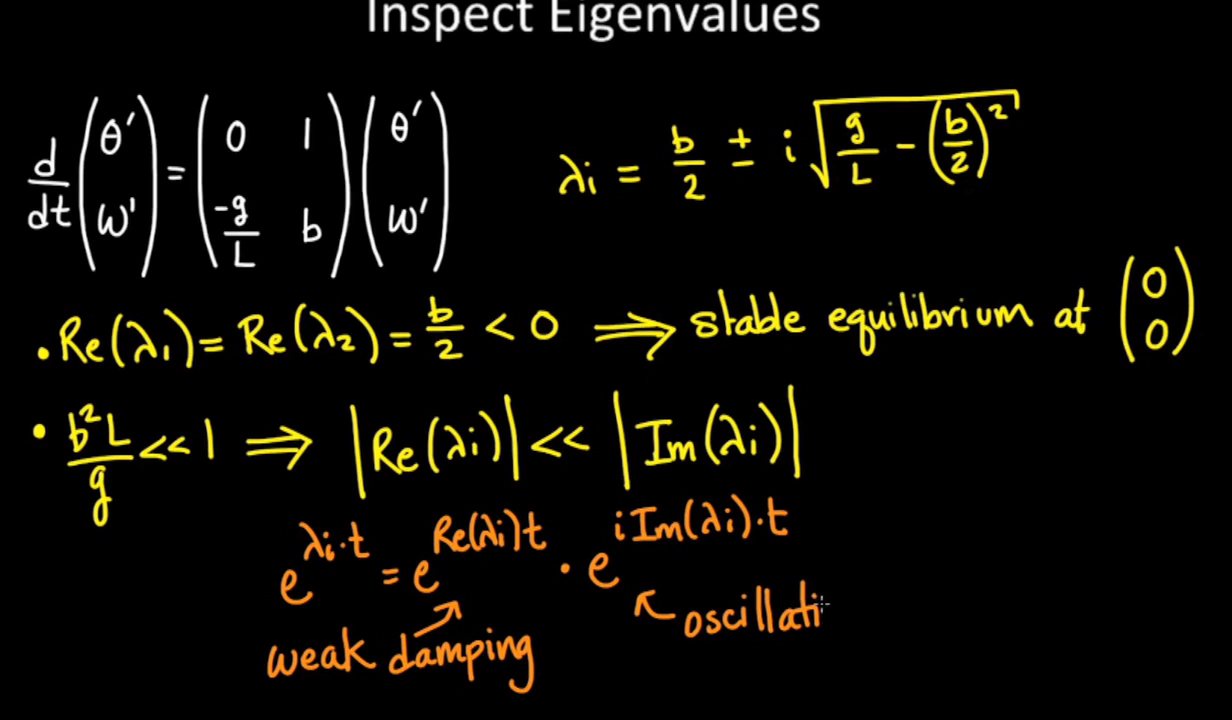 Inspect Eigenvalues
d/dt (θ' ω') = (0 1 -g/L b) (θ' ω')
λi = b/2 ± i √(g/L - (b/2)²)
• Re(λ1) = Re(λ2) = b/2 < 0 ⟹ stable equilibrium at (0 0)
• b²L/g << 1 ⟹ |Re(λi)| << |Im(λi)|
e^(λi·t) = e^(Re(λi)t) · e^(i Im(λi)·t)
weak damping
oscillati